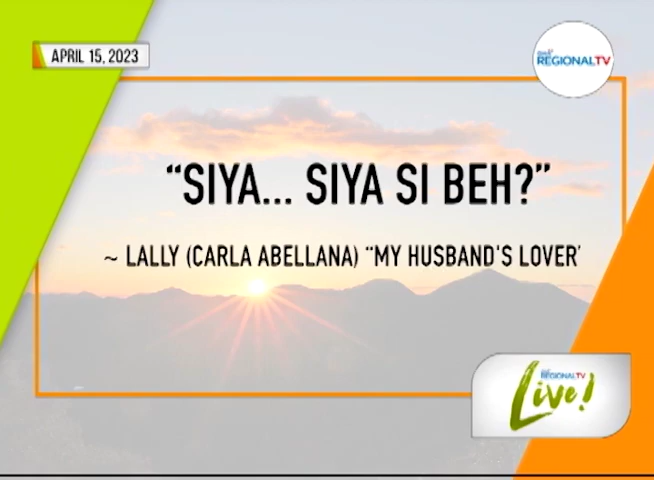 APRIL 15, 2023
REGIONALTV
“SIYA... SIYA SI BEH?”
~ LALLY (CARLA ABELLANA) “MY HUSBAND'S LOVER’
REGIONALTV
Live!